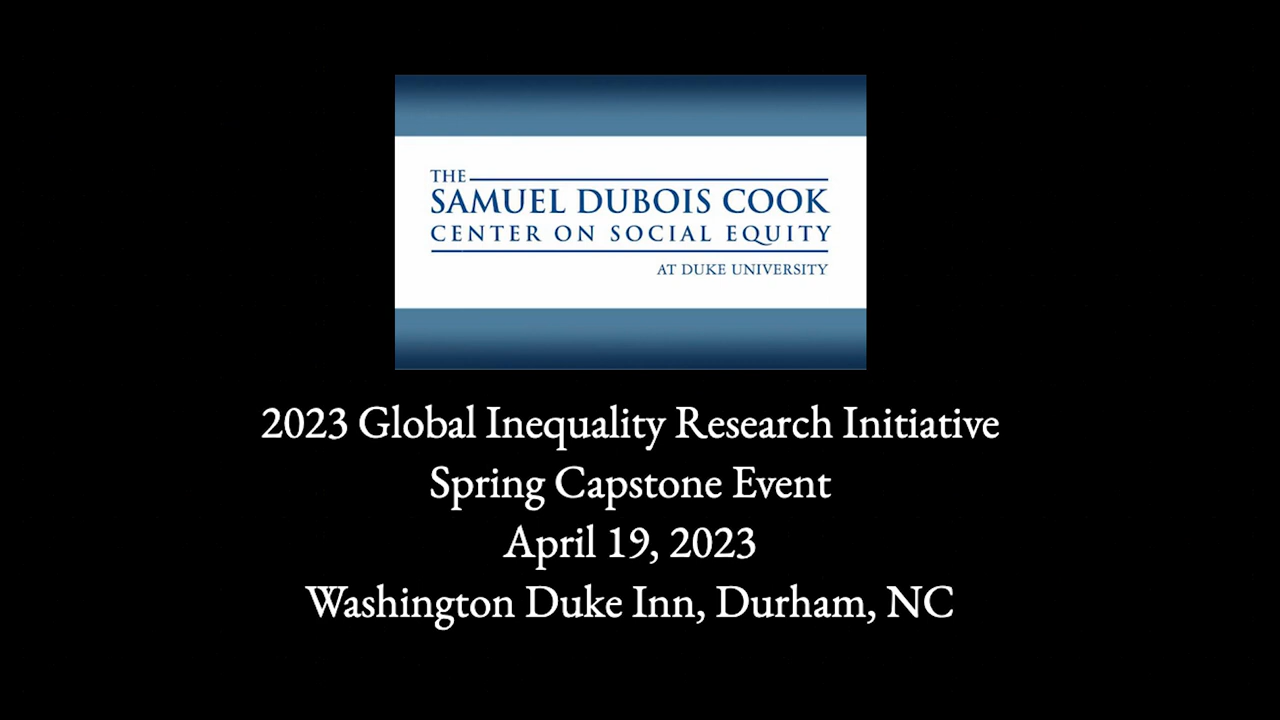 THE
SAMUEL DUBOIS COOK
CENTER ON SOCIAL EQUITY
AT DUKE UNIVERSITY
2023 Global Inequality Research Initiative
Spring Capstone Event
April 19, 2023
Washington Duke Inn, Durham, NC